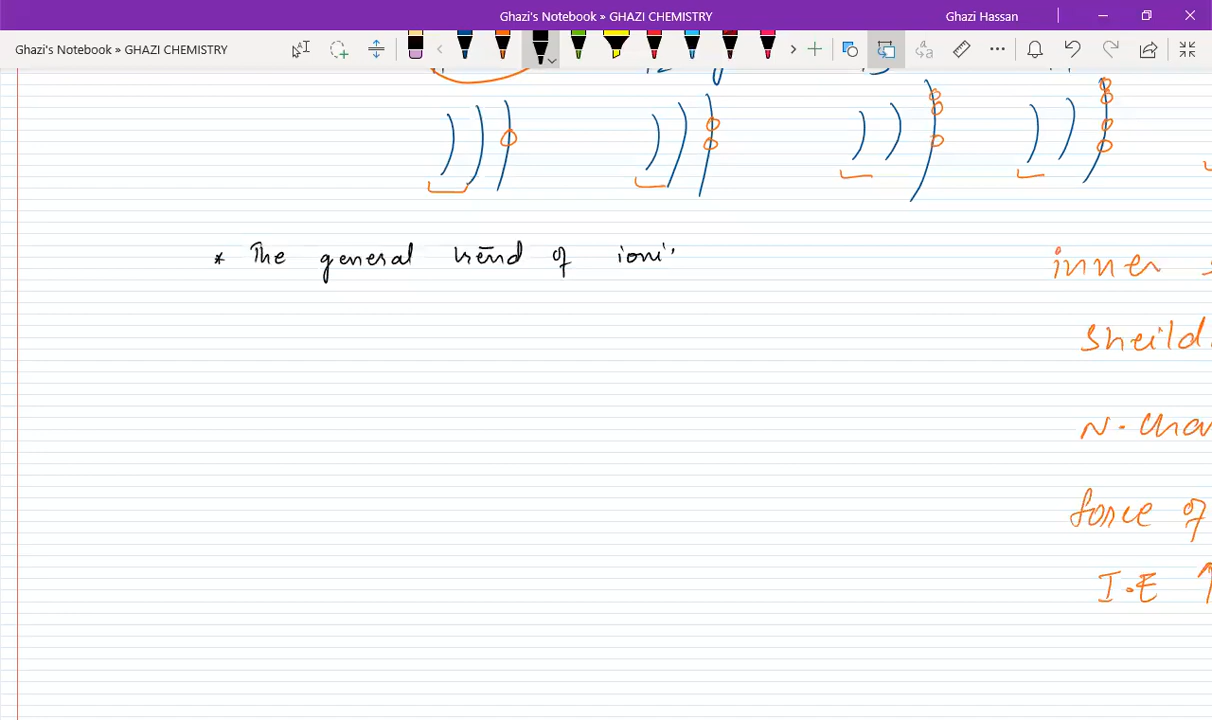 Ghazi's Notebook » GHAZI CHEMISTRY
Ghazi Hassan
Ghazi's Notebook » GHAZI CHEMISTRY
* The general trend of ioni
inner
sheild.
N. Cha
force of
I.E ↑